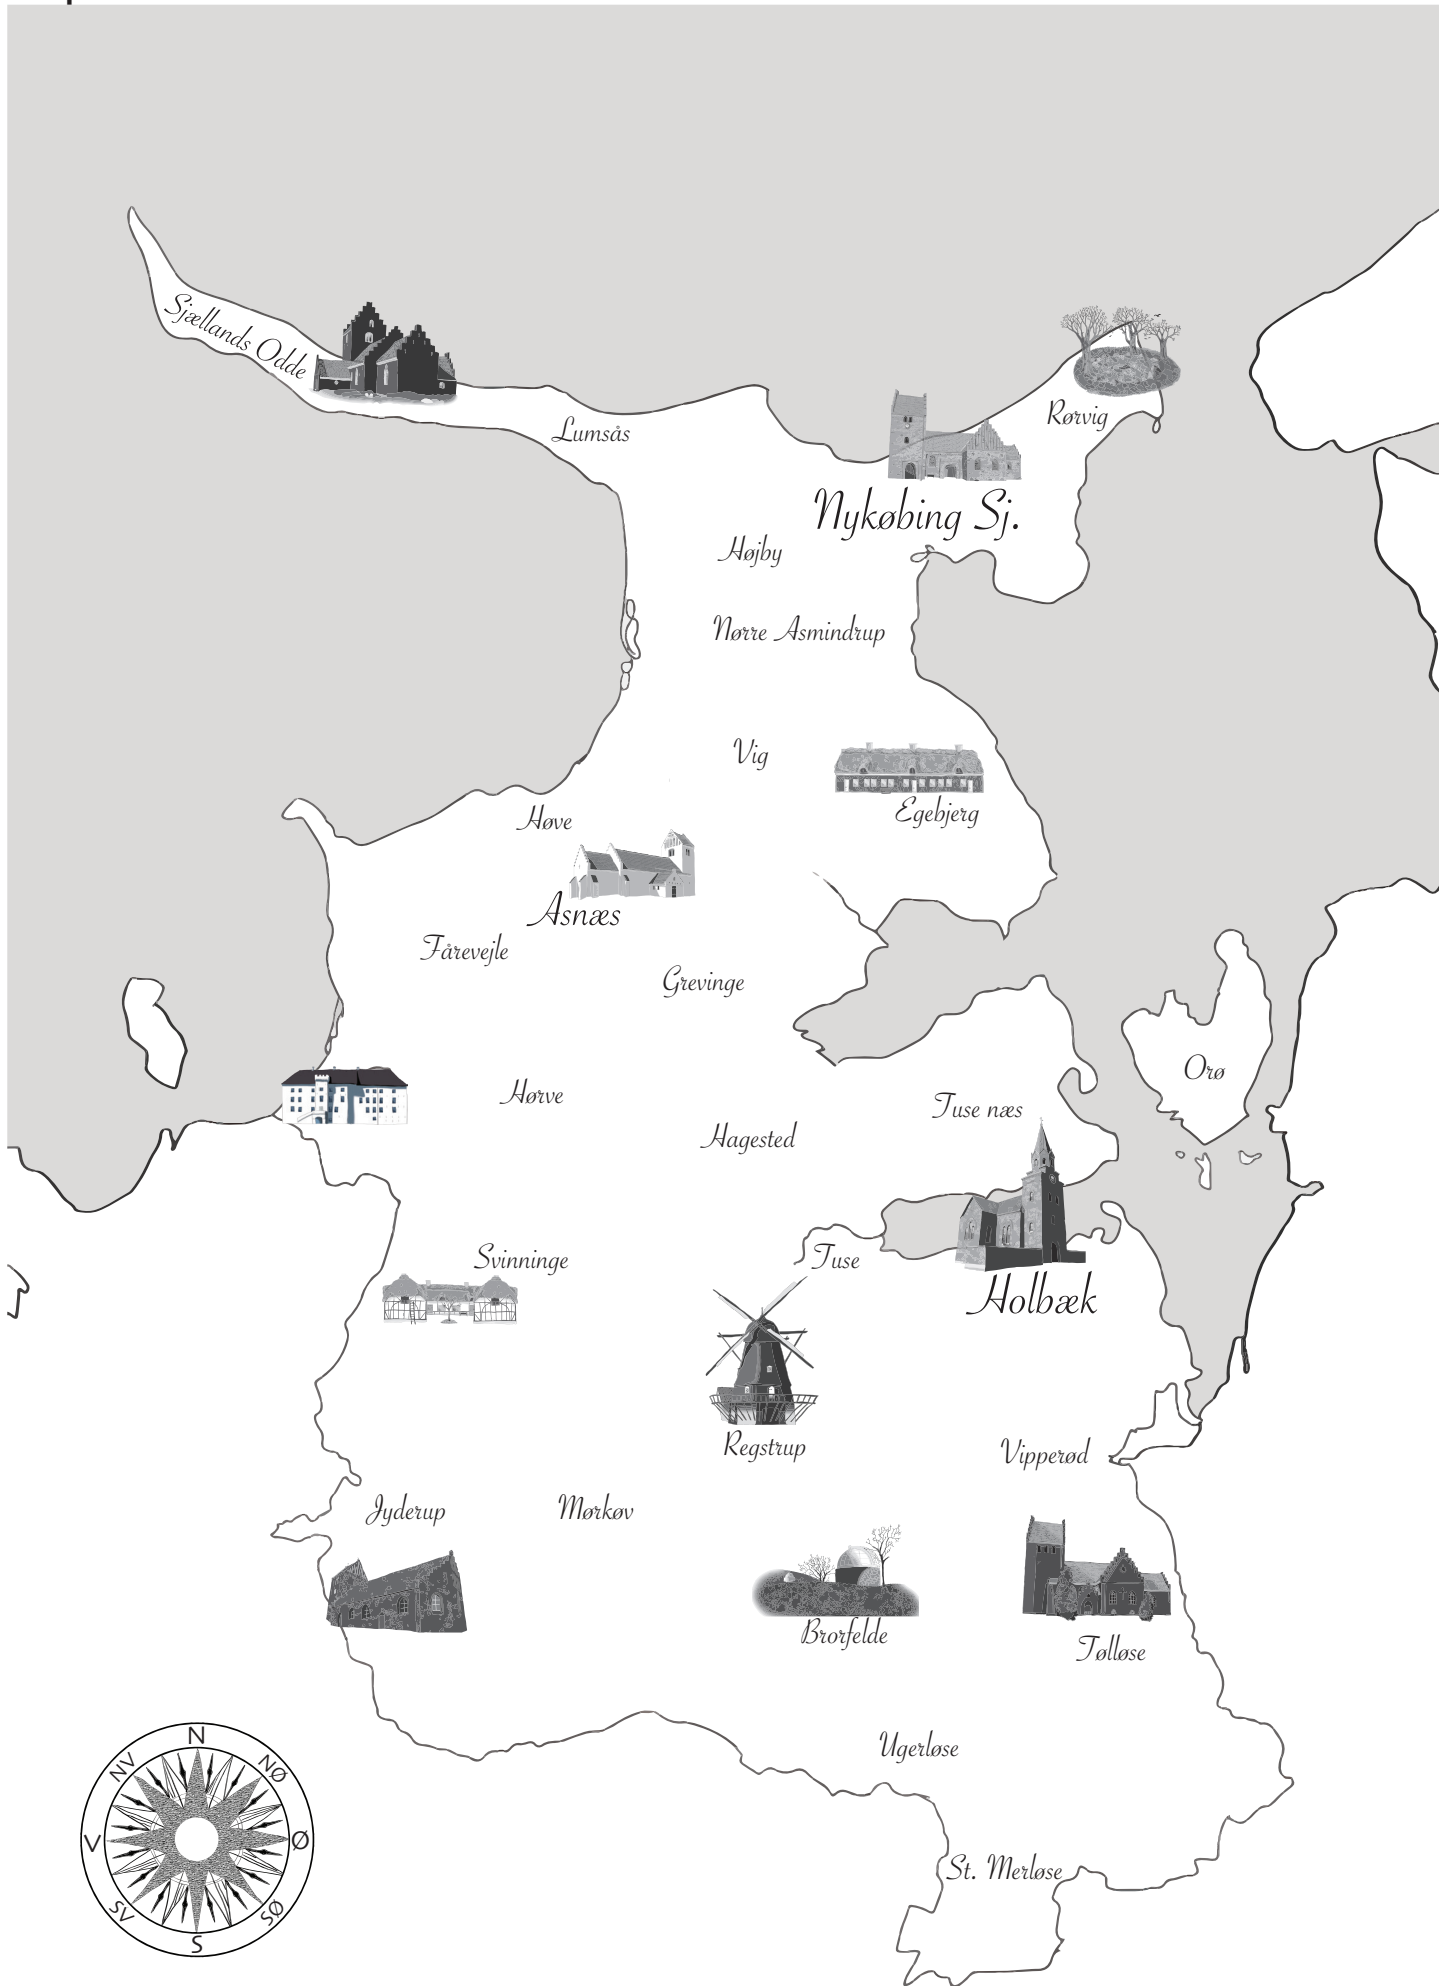 Sjællands Odde
Lumsås
Rørvig
Nykøbing Sj.
Højby
Nørre Asmindrup
Vig
Egebjerg
Høve
Asnæs
Fårevejle
Grevinge
Orø
Hørve
Tuse næs
Hagested
Svinninge
Tuse
Holbæk
Regstrup
Vipperød
Jyderup
Mørkøv
Brorfelde
Tølløse
Ugerløse
St. Merløse
N
NV
NØ
V
Ø
SV
SØ
S